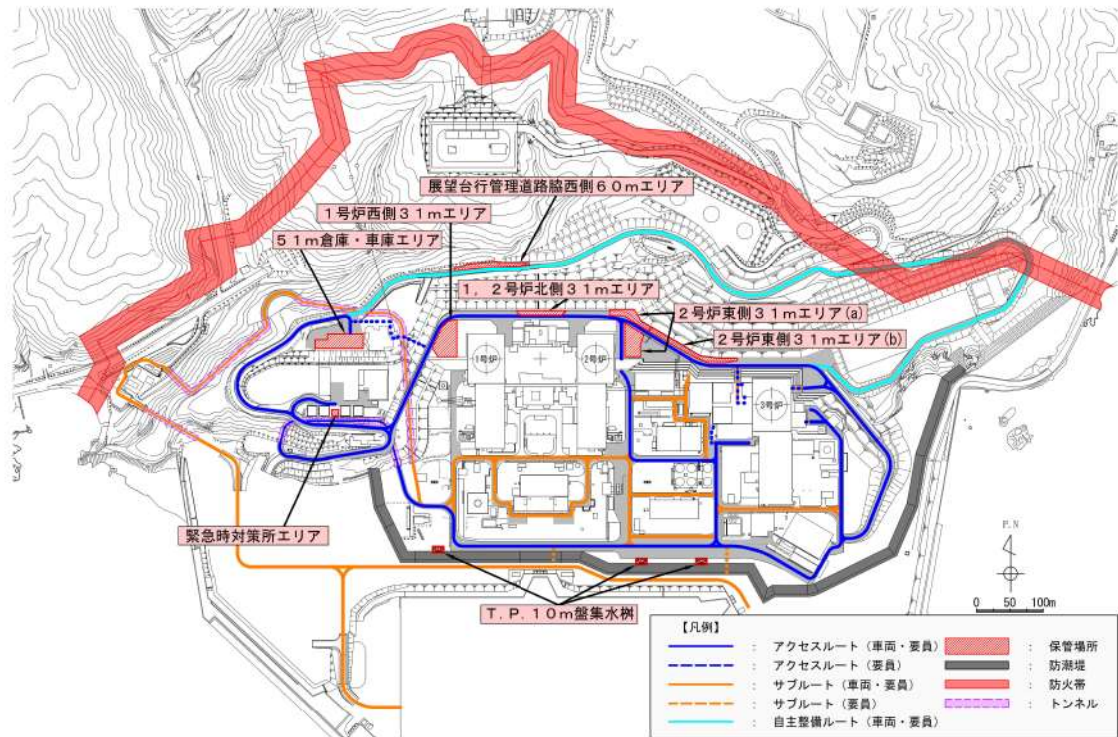 展望台行管理道路脇西側60mエリア
1号炉西側31mエリア
51m倉庫・車庫エリア
1，2号炉北側31mエリア
2号炉東側31mエリア(a)
2号炉東側31mエリア(b)
1号炉
2号炉
3号炉
緊急時対策所エリア
T.P.10m盤集水桝
P.N
0 50 100m
【凡例】
： アクセスルート（車両・要員）
： アクセスルート（要員）
： サブルート（車両・要員）
： サブルート（要員）
： 自主整備ルート（車両・要員）
： 保管場所
： 防潮堤
： 防火帯
： トンネル